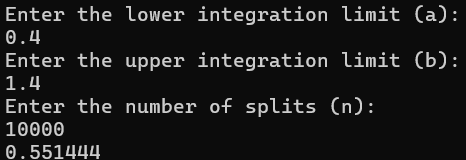 Enter the lower integration limit (a):
0.4
Enter the upper integration limit (b):
1.4
Enter the number of splits (n):
10000
0.551444